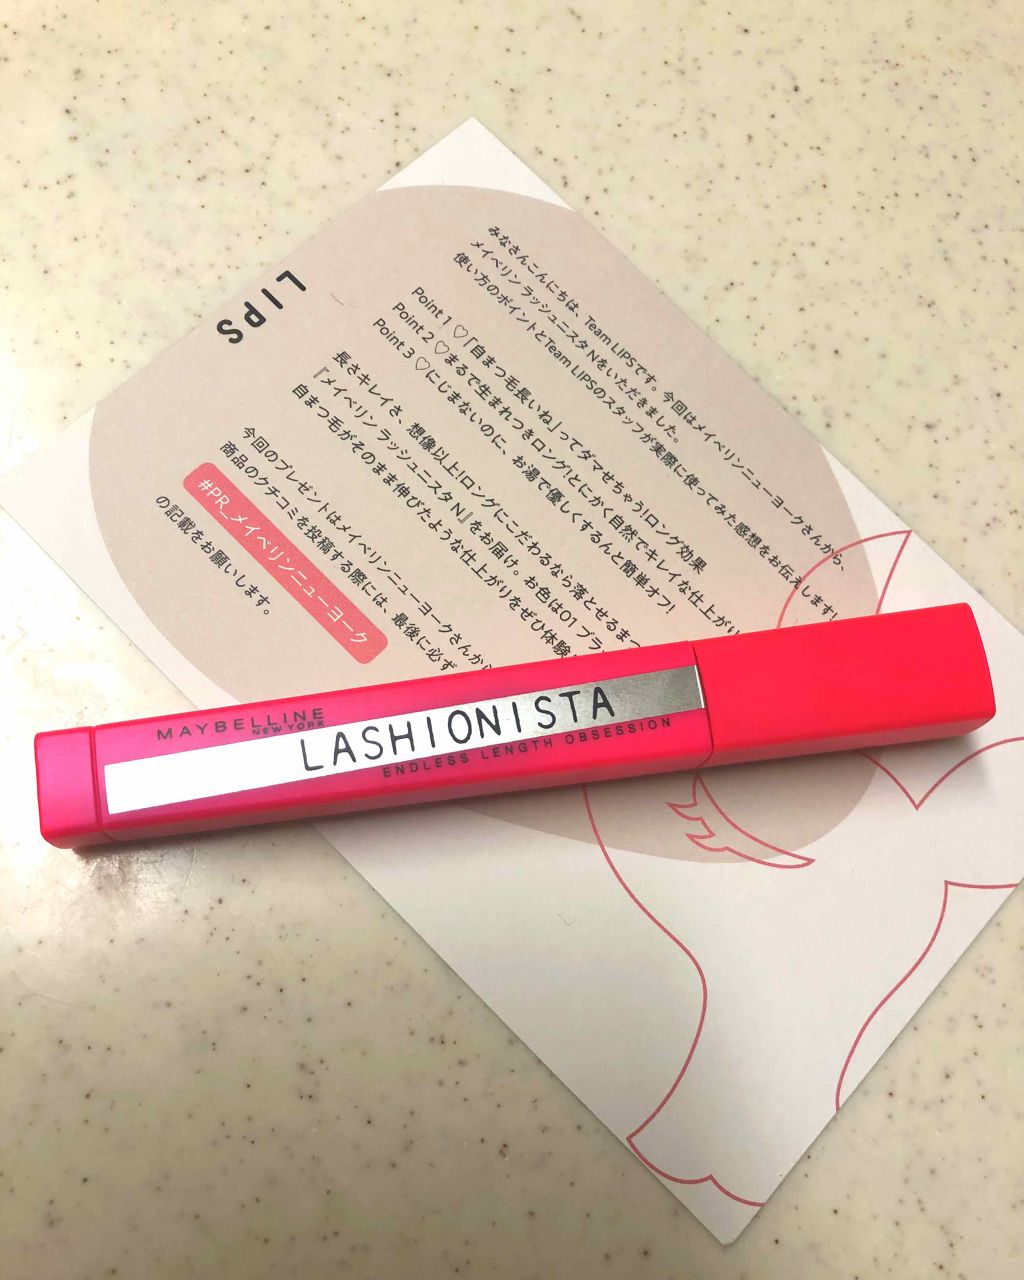 LIPS
みなさんこんにちは、Team LIPSです。今回はメイベリンニューヨークさんから、
メイベリン ラッシュニスタ Nをいただきました。
使い方のポイントとTeam LIPSのスタッフが実際に使ってみた感想をお伝えします!
Point 1 ♡「自まつ毛長いね」ってダマせちゃう!ロング効果
Point 2 ♡まるで生まれつきロング!とにかく自然でキレイな仕上がり
Point 3 ♡にじまないのに、お湯で優しくするんと簡単オフ!
長さキレイさ、想像以上!ロングにこだわるなら落とせるまつ
『メイベリン ラッシュニスタ N』をお届け。お色は01 ブラ
自まつ毛がそのまま伸びたような仕上がりをぜひ体験
今回のプレゼントはメイベリンニューヨークさんから
商品のクチコミを投稿する際には、最後に必ず
#PR_メイベリンニューヨーク
の記載をお願いします。
MAYBELLINE
NEW YORK
LASHIONISTA
ENDLESS LENGTH OBSESSION